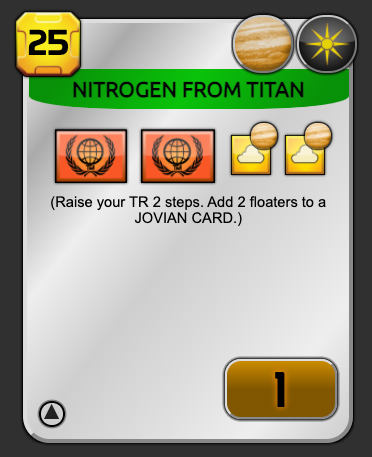 25
NITROGEN FROM TITAN
(Raise your TR 2 steps. Add 2 floaters to a
JOVIAN CARD.)
1